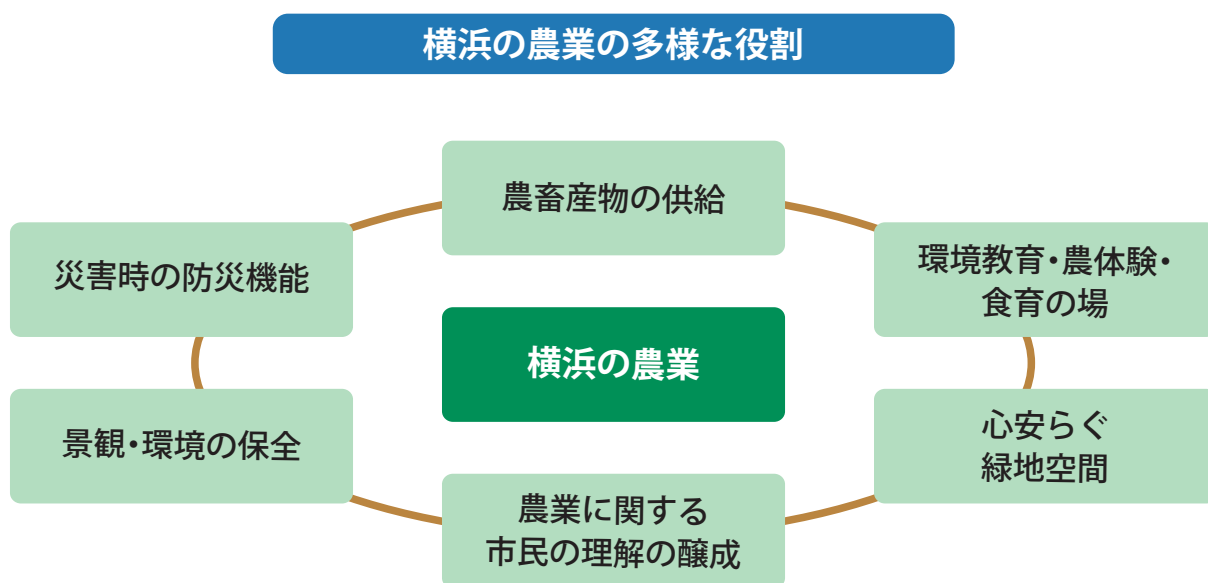 横浜の農業の多様な役割
農畜産物の供給
災害時の防災機能
環境教育・農体験・
食育の場
横浜の農業
景観・環境の保全
心安らぐ
緑地空間
農業に関する
市民の理解の醸成